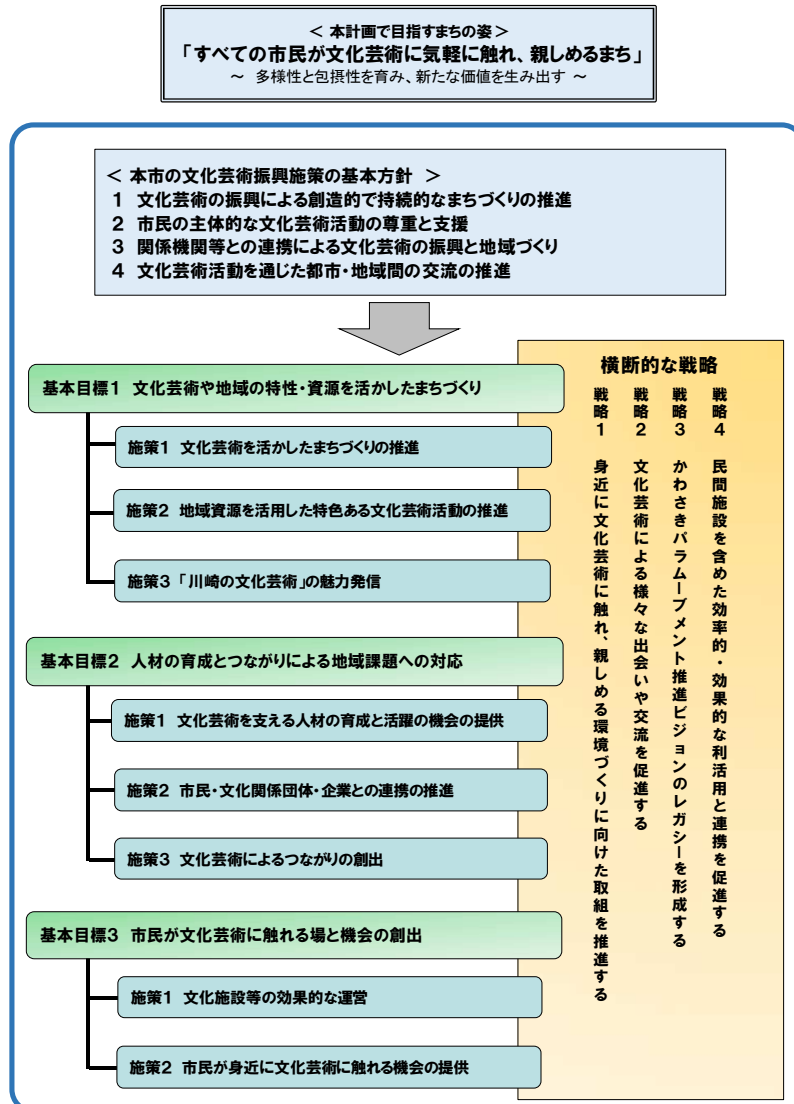 ＜ 本計画で目指すまちの姿＞
「すべての市民が文化芸術に気軽に触れ、親しめるまち」
～ 多様性と包摂性を育み、新たな価値を生み出す ～
＜ 本市の文化芸術振興施策の基本方針 ＞
１ 文化芸術の振興による創造的で持続的なまちづくりの推進
２ 市民の主体的な文化芸術活動の尊重と支援
３ 関係機関等との連携による文化芸術の振興と地域づくり
４ 文化芸術活動を通じた都市・地域間の交流の推進
基本目標１ 文化芸術や地域の特性・資源を活かしたまちづくり
施策１ 文化芸術を活かしたまちづくりの推進
施策２ 地域資源を活用した特色ある文化芸術活動の推進
施策３ 「川崎の文化芸術」の魅力発信
基本目標２ 人材の育成とつながりによる地域課題への対応
施策１ 文化芸術を支える人材の育成と活躍の機会の提供
施策２ 市民・文化関係団体・企業との連携の推進
施策３ 文化芸術によるつながりの創出
基本目標３ 市民が文化芸術に触れる場と機会の創出
施策１ 文化施設等の効果的な運営
施策２ 市民が身近に文化芸術に触れる機会の提供
横断的な戦略
戦略１ 身近に文化芸術に触れ、親しめる環境づくりに向けた取組を推進する
戦略２ 文化芸術による様々な出会いや交流を促進する
戦略３ かわさきパラムーブメント推進ビジョンのレガシーを形成する
戦略４ 民間施設を含めた効率的・効果的な利活用と連携を促進する